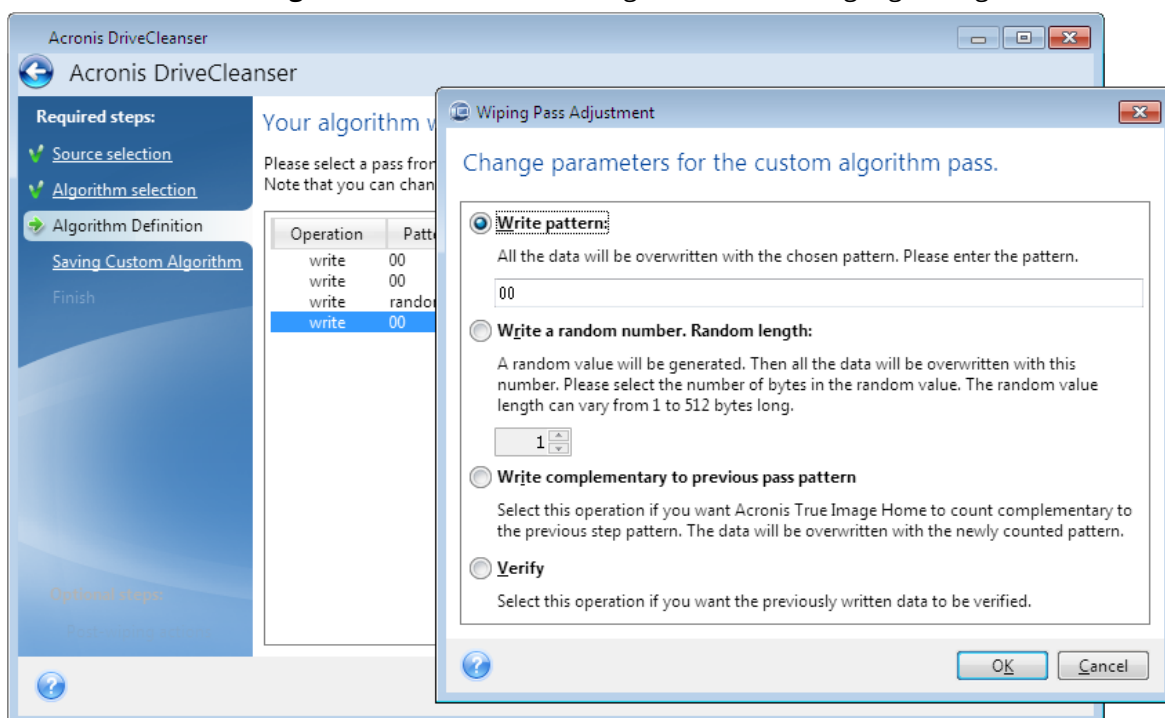 Acronis DriveCleanser
Acronis DriveCleanser
Required steps:
Source selection
Algorithm selection
Algorithm Definition
Saving Custom Algorithm
Finish
Your algorithm
Please select a pass from
Note that you can
Operation
write 00
write 00
write
write 00
Wiping Pass Adjustment
Change parameters for the custom algorithm pass.
Write pattern:
All the data will be overwritten with the chosen pattern. Please enter the pattern.
00
Write a random number. Random length:
A random value will be generated. Then all the data will be overwritten with this
number. Please select the number of bytes in the random value. The random value
length can vary from 1 to 512 bytes long.
1
Write complementary to previous pass pattern
Select this operation if you want Acronis True Image Home to count complementary to
the previous step pattern. The data will be overwritten with the newly counted pattern.
Verify
Select this operation if you want the previously written data to be verified.
OK Cancel